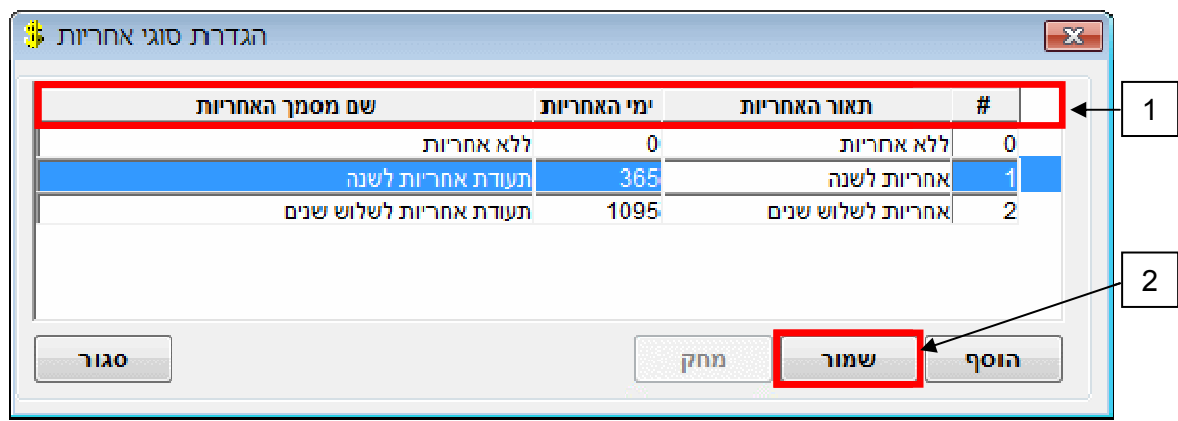 הגדרת סוגי אחריות
# תאור האחריות ימי האחריות שם מסמך האחריות
1
0 ללא אחריות 0 ללא אחריות
1 אחריות לשנה 365 תעודת אחריות לשנה
2 אחריות לשלוש שנים 1095 תעודת אחריות לשלוש שנים
2
הוסף שמור מחק סגור